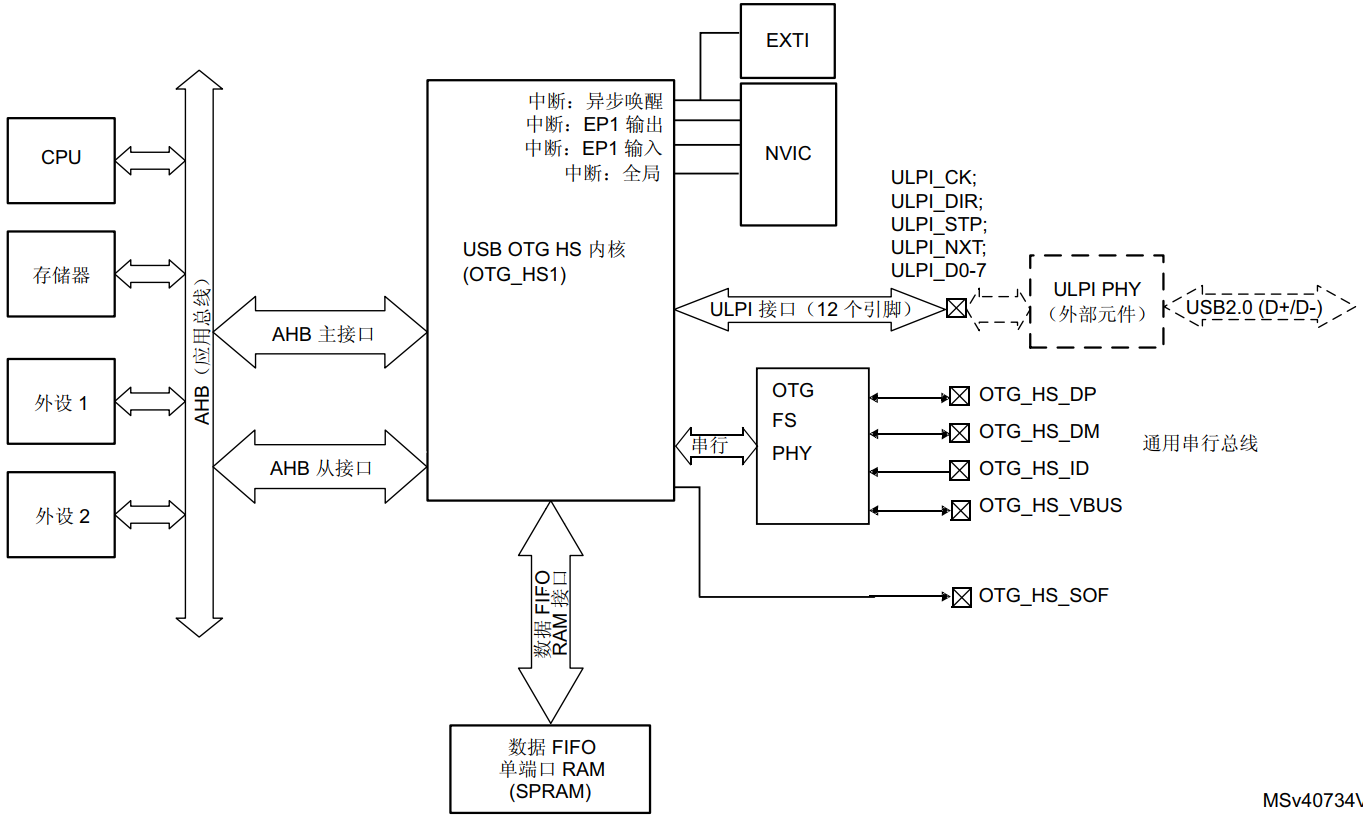 EXTI
中断：异步唤醒
中断：EP1 输出
中断：EP1 输入
中断：全局
NVIC
CPU
存储器
外设 1
外设 2
AHB（应用总线）
AHB 主接口
AHB 从接口
USB OTG HS 内核
(OTG_HS1)
ULPI_CK;
ULPI_DIR;
ULPI_STP;
ULPI_NXT;
ULPI_D0-7
ULPI 接口（12 个引脚）
ULPI PHY
（外部元件）
USB2.0 (D+/D-)
串行
OTG
FS
PHY
OTG_HS_DP
OTG_HS_DM
OTG_HS_ID
OTG_HS_VBUS
通用串行总线
OTG_HS_SOF
数据 FIFO
RAM 接口
数据 FIFO
单端口 RAM
(SPRAM)
MSv40734V